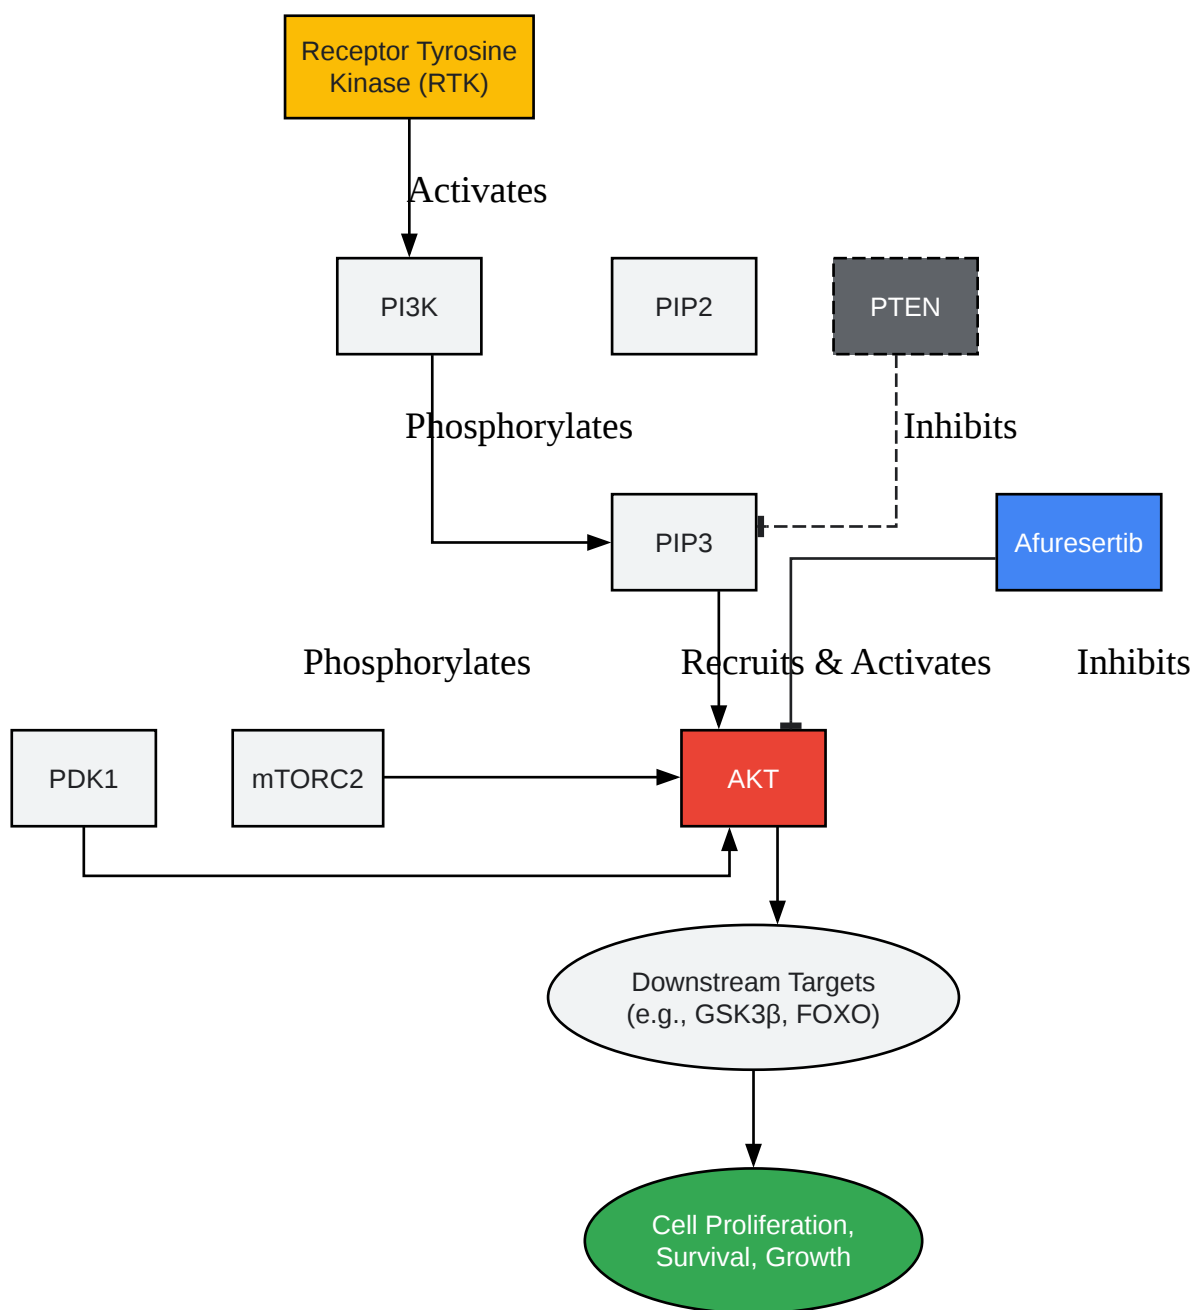 Receptor Tyrosine
Kinase (RTK)
Activates
PI3K
PIP2
PTEN
Phosphorylates
Inhibits
PIP3
Afuresertib
Phosphorylates
Recruits & Activates
Inhibits
PDK1
mTORC2
AKT
Downstream Targets
(e.g., GSK3β, FOXO)
Cell Proliferation,
Survival, Growth